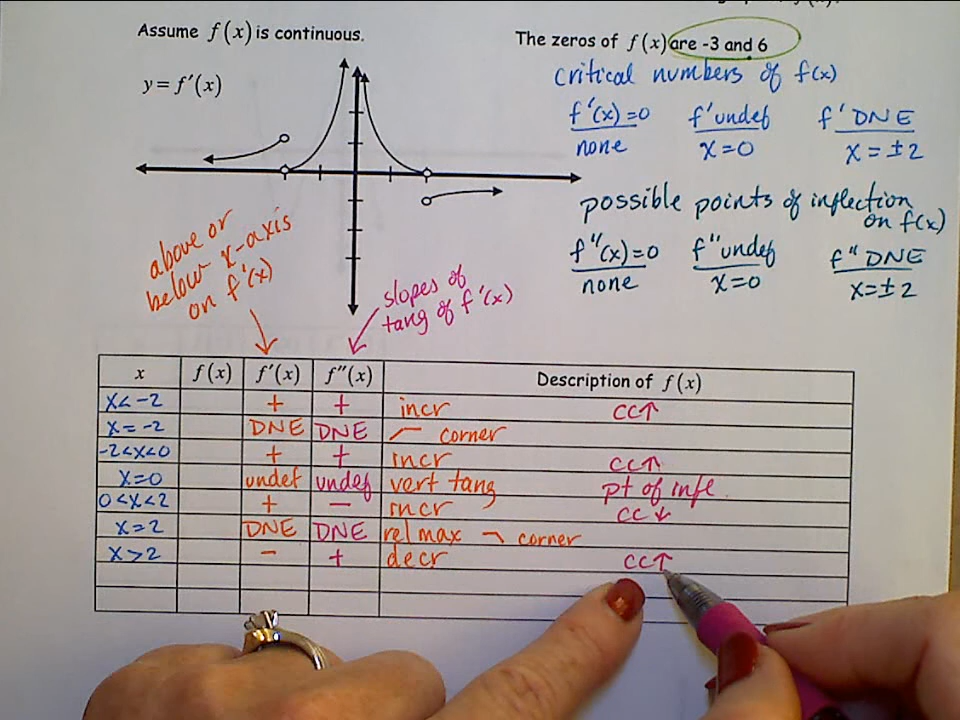 Assume f(x) is continuous.
The zeros of f(x) are -3 and 6
y = f'(x)
critical numbers of f(x)
f'(x)=0 f'undef f' DNE
none x=0 x=±2
possible points of inflection
on f(x)
f"(x)=0 f"undef f" DNE
none x=0 x=±2
above or
below x-axis
on f'(x)
slopes of
tang of f'(x)
x f(x) f'(x) f"(x) Description of f(x)
x<-2 + + incr CC↑
x=-2 DNE DNE corner
-2<x<0 + + incr CC↑
x=0 undef undef vert tang pt of infl.
0<x<2 + − incr CC↓
x=2 DNE DNE rel max ¬ corner
x>2 − + decr CC↑